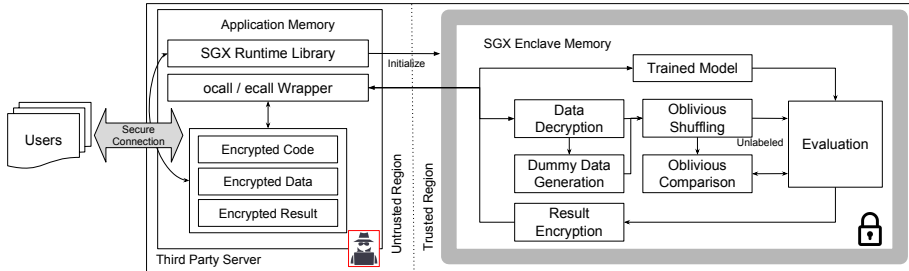 Application Memory
SGX Runtime Library
ocall / ecall Wrapper
Encrypted Code
Encrypted Data
Encrypted Result
Users
Secure
Connection
Third Party Server
Initialize
Untrusted Region
Trusted Region
SGX Enclave Memory
Trained Model
Data
Decryption
Oblivious
Shuffling
Unlabeled
Evaluation
Dummy Data
Generation
Oblivious
Comparison
Result
Encryption